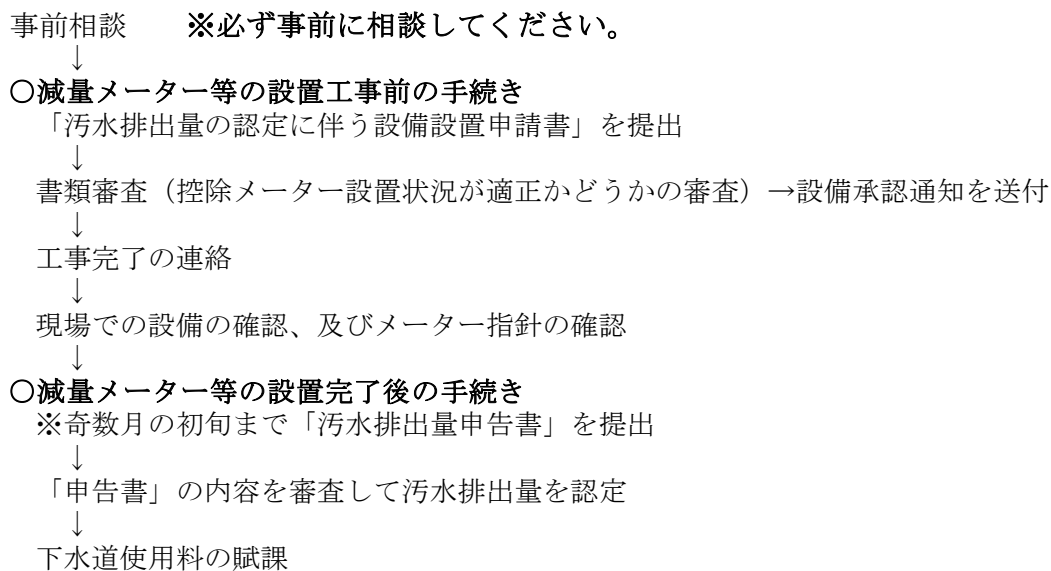 事前相談　　※必ず事前に相談してください。
↓
○減量メーター等の設置工事前の手続き
「汚水排出量の認定に伴う設備設置申請書」を提出
↓
書類審査（控除メーター設置状況が適正かどうかの審査）→設備承認通知を送付
↓
工事完了の連絡
↓
現場での設備の確認、及びメーター指針の確認
↓
○減量メーター等の設置完了後の手続き
※奇数月の初旬まで「汚水排出量申告書」を提出
↓
「申告書」の内容を審査して汚水排出量を認定
↓
下水道使用料の賦課